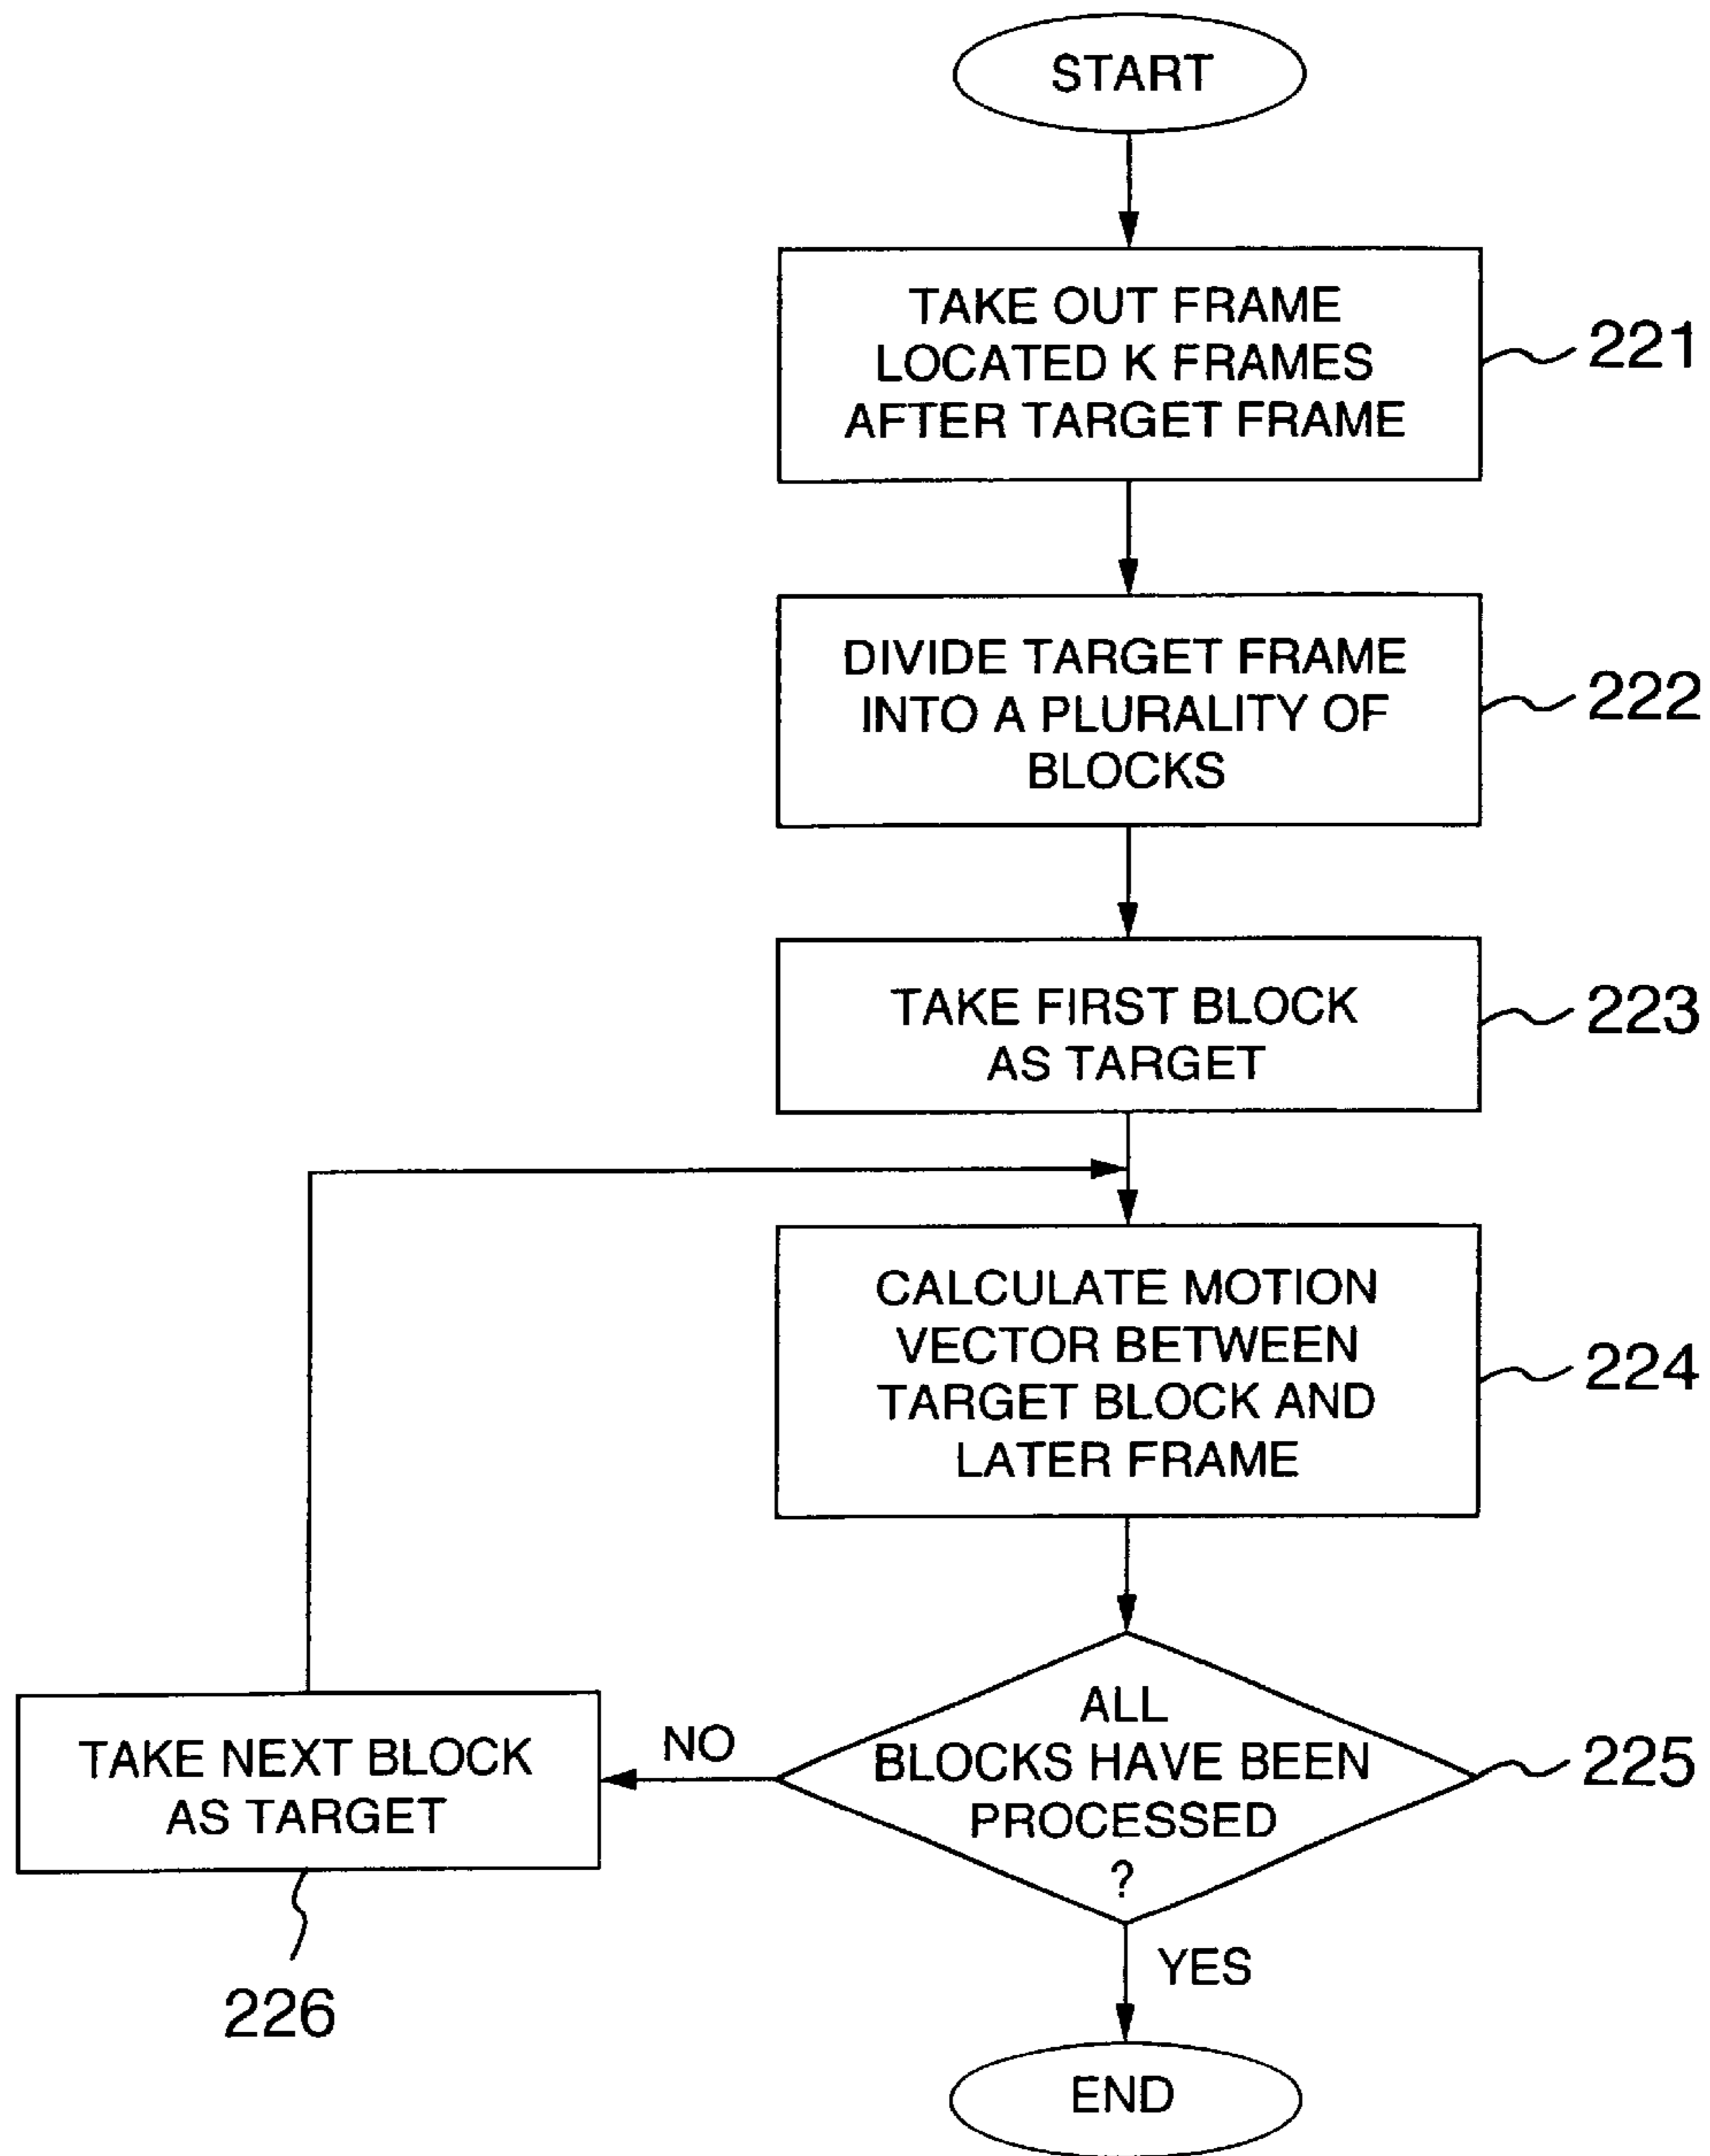 START
TAKE OUT FRAME
LOCATED K FRAMES
AFTER TARGET FRAME
221
DIVIDE TARGET FRAME
INTO A PLURALITY OF
BLOCKS
222
TAKE FIRST BLOCK
AS TARGET
223
CALCULATE MOTION
VECTOR BETWEEN
TARGET BLOCK AND
LATER FRAME
224
ALL
BLOCKS HAVE BEEN
PROCESSED
?
225
NO
TAKE NEXT BLOCK
AS TARGET
226
YES
END